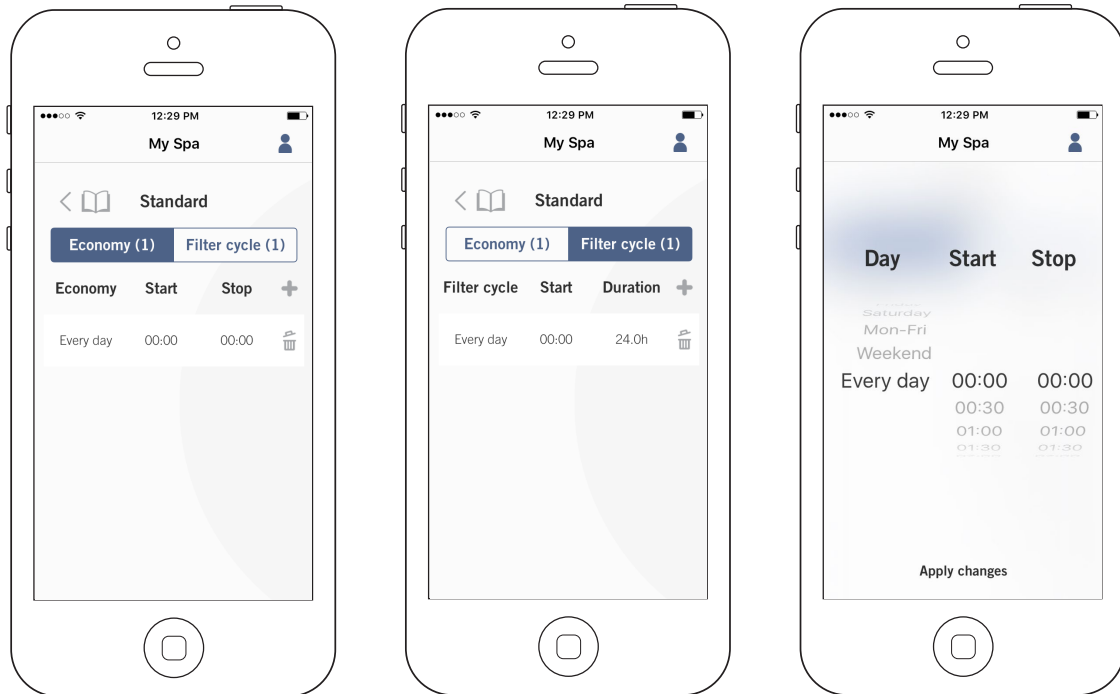 12:29 PM
My Spa
Standard
Economy (1) Filter cycle (1)
Economy Start Stop
Every day 00:00 00:00
12:29 PM
My Spa
Standard
Economy (1) Filter cycle (1)
Filter cycle Start Duration
Every day 00:00 24.0h
12:29 PM
My Spa
Day Start Stop
Saturday
Mon-Fri
Weekend
Every day 00:00 00:00
00:30 00:30
01:00 01:00
01:30 01:30
Apply changes